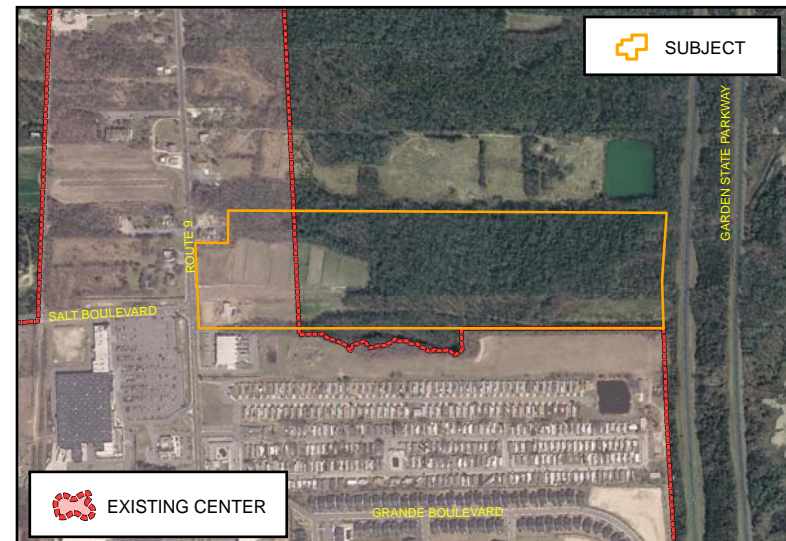 SUBJECT
GARDEN STATE PARKWAY
ROUTE 9
SALT BOULEVARD
EXISTING CENTER
GRANDE BOULEVARD